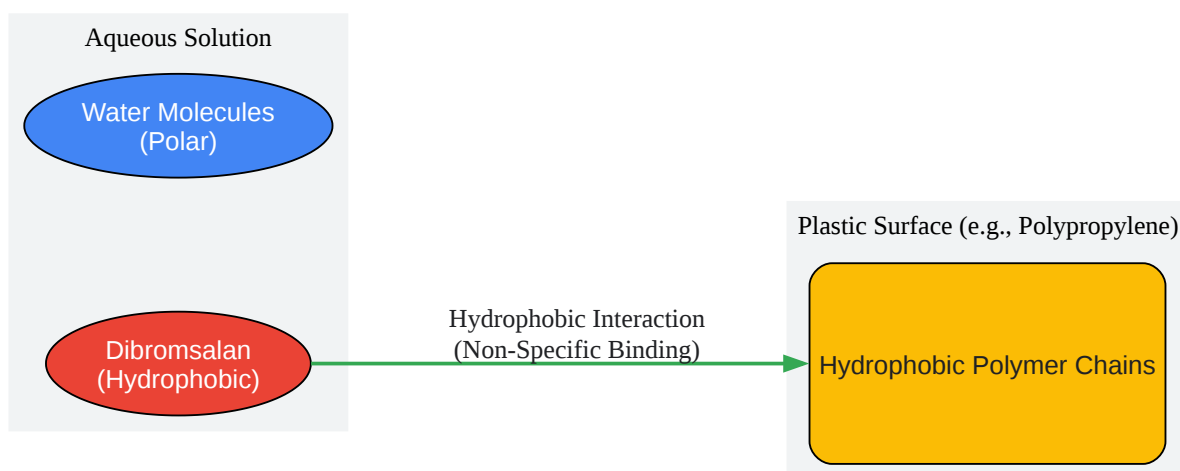 Aqueous Solution
Water Molecules
(Polar)
Plastic Surface (e.g., Polypropylene)
Hydrophobic Interaction
(Non-Specific Binding)
Dibromsalan
(Hydrophobic)
Hydrophobic Polymer Chains